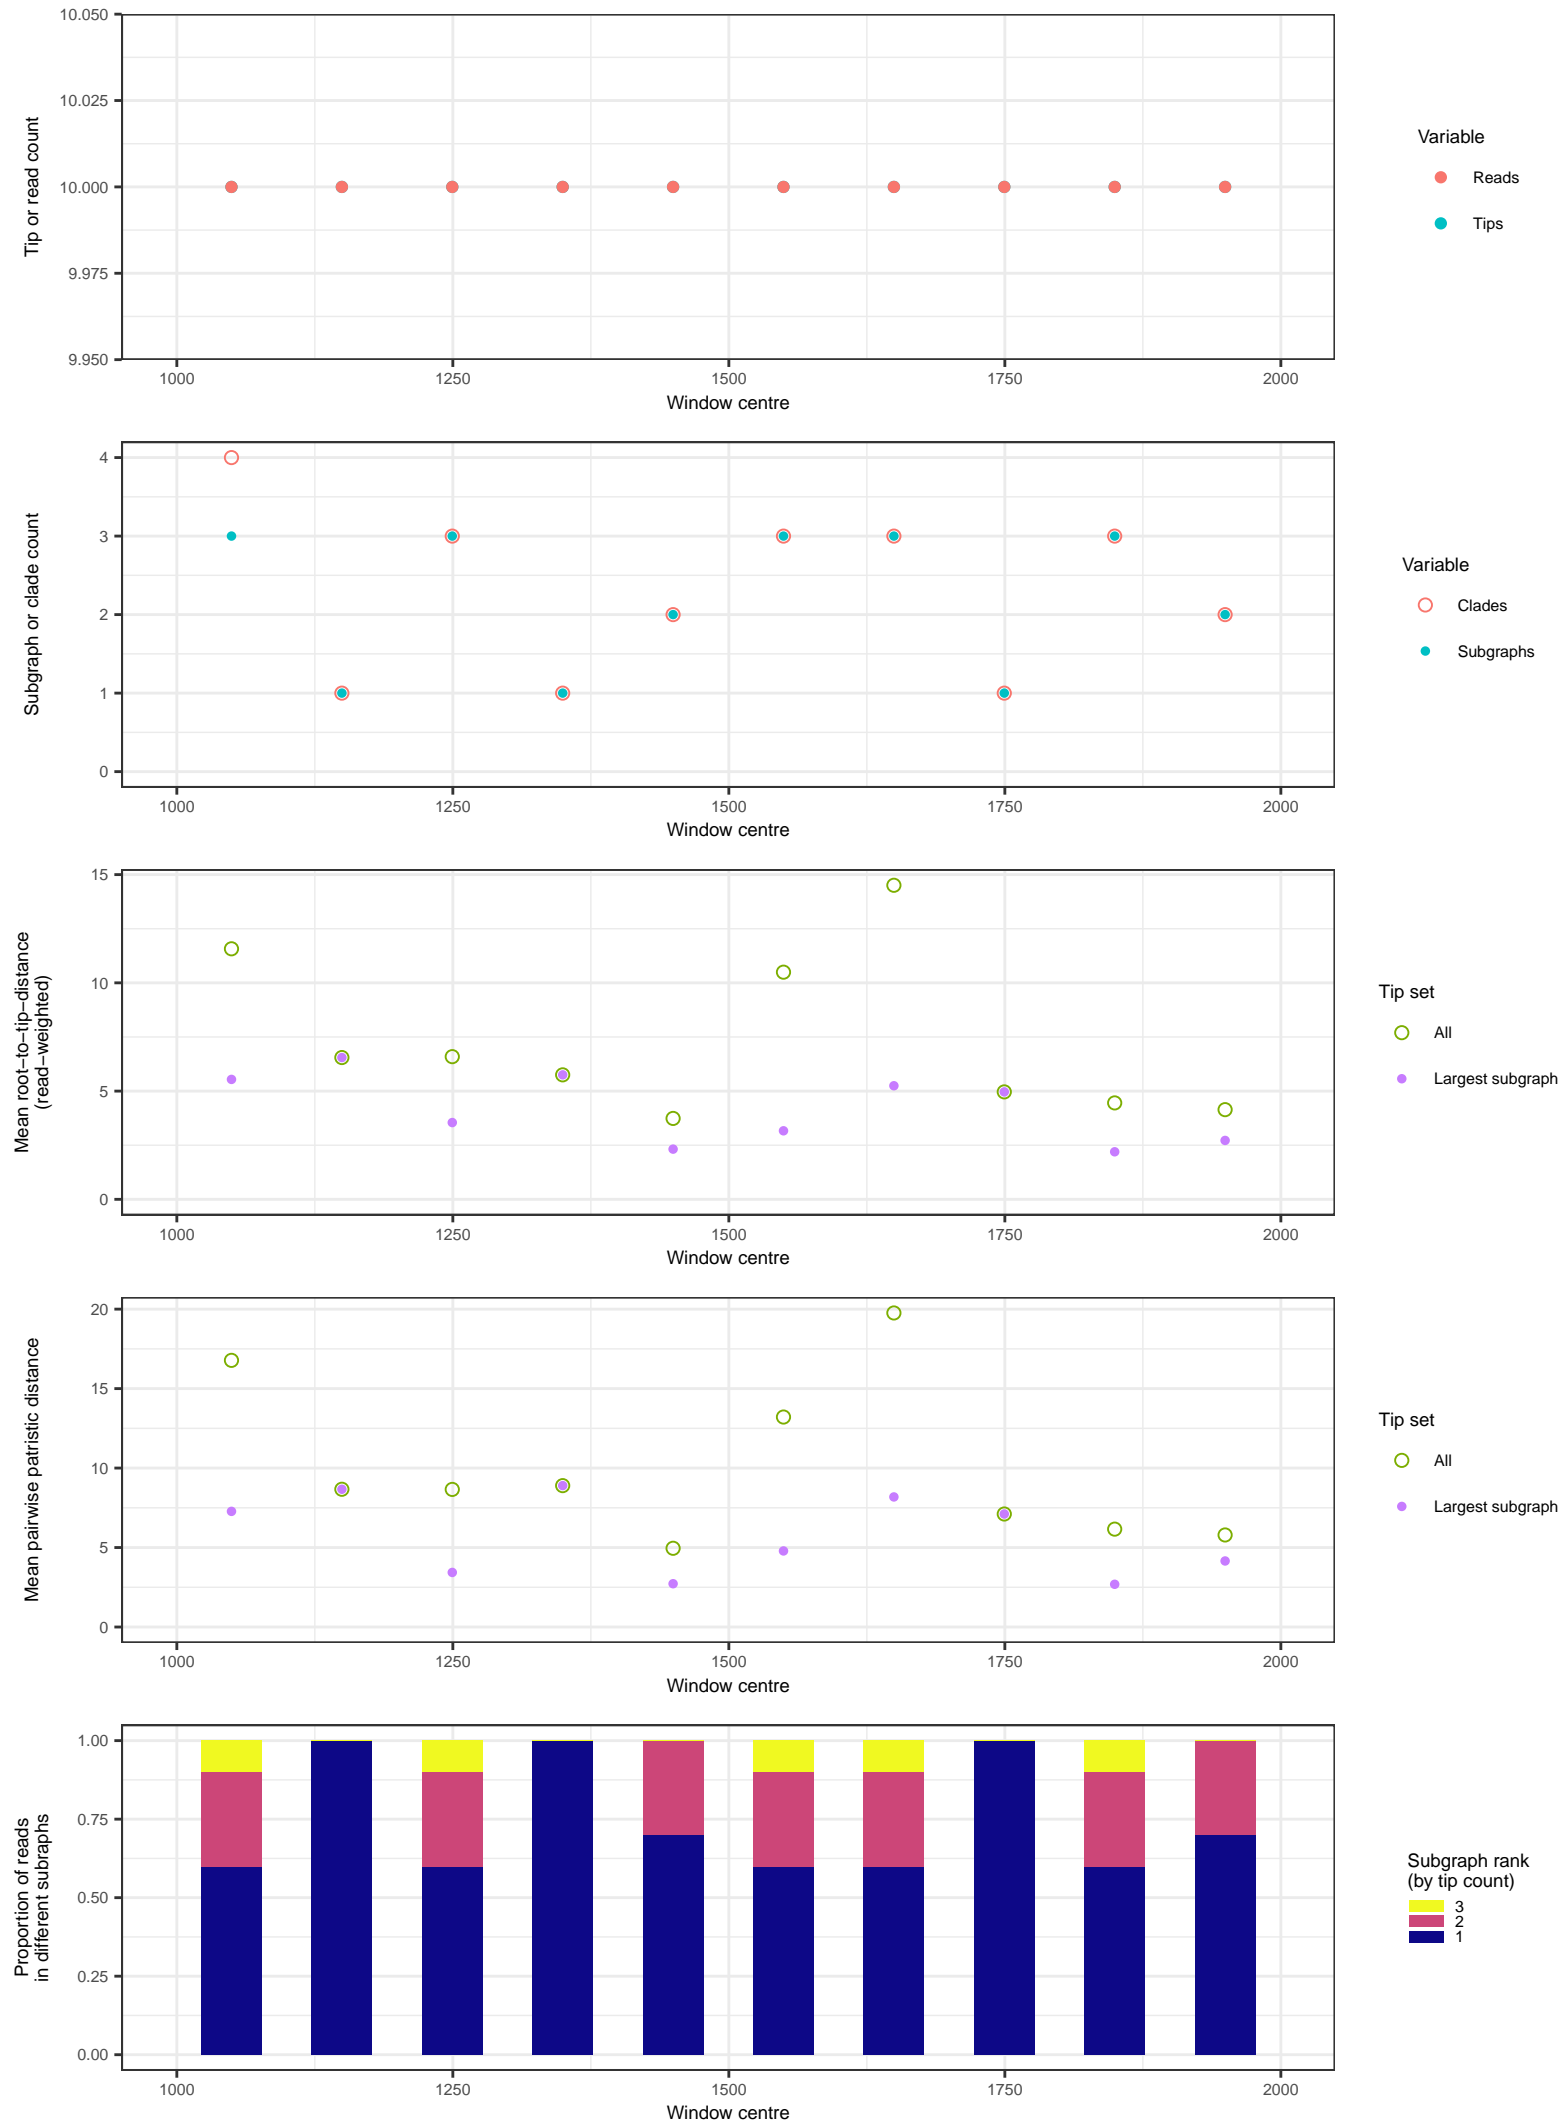 10.050
10.025
10.000
9.975
9.950
Tip or read count
1000 1250 1500 1750 2000
Window centre
Variable
Reads
Tips
4
3
2
1
0
Subgraph or clade count
1000 1250 1500 1750 2000
Window centre
Variable
Clades
Subgraphs
15
10
5
0
Mean root−to−tip−distance
(read−weighted)
1000 1250 1500 1750 2000
Window centre
Tip set
All
Largest subgraph
20
15
10
5
0
Mean pairwise patristic distance
1000 1250 1500 1750 2000
Window centre
Tip set
All
Largest subgraph
1.00
0.75
0.50
0.25
0.00
Proportion of reads
in different subraphs
1000 1250 1500 1750 2000
Window centre
Subgraph rank
(by tip count)
3
2
1